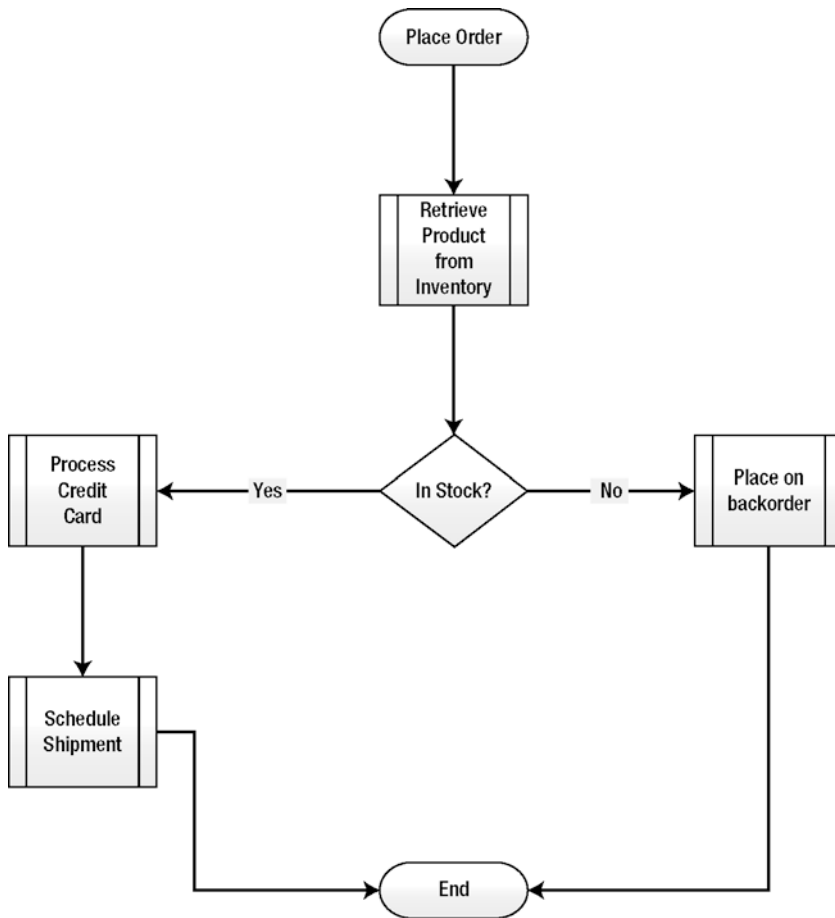 Place Order
Retrieve
Product
from
Inventory
Process
Credit
Card
Yes
In Stock?
No
Place on
backorder
Schedule
Shipment
End